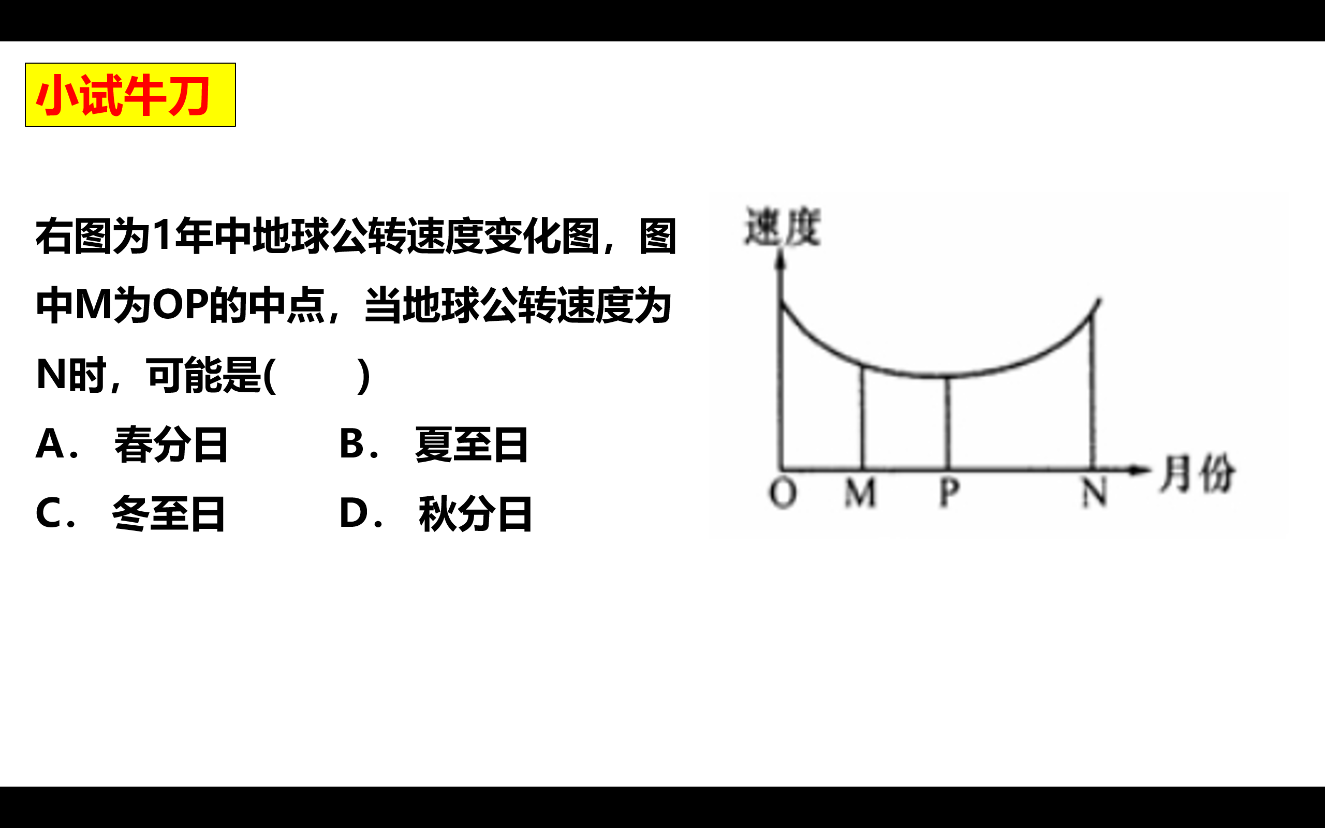 小试牛刀
右图为1年中地球公转速度变化图，图
中M为OP的中点，当地球公转速度为
N时，可能是(　　)
A． 春分日　　B． 夏至日
C． 冬至日　　D． 秋分日
速度
O M P N 月份